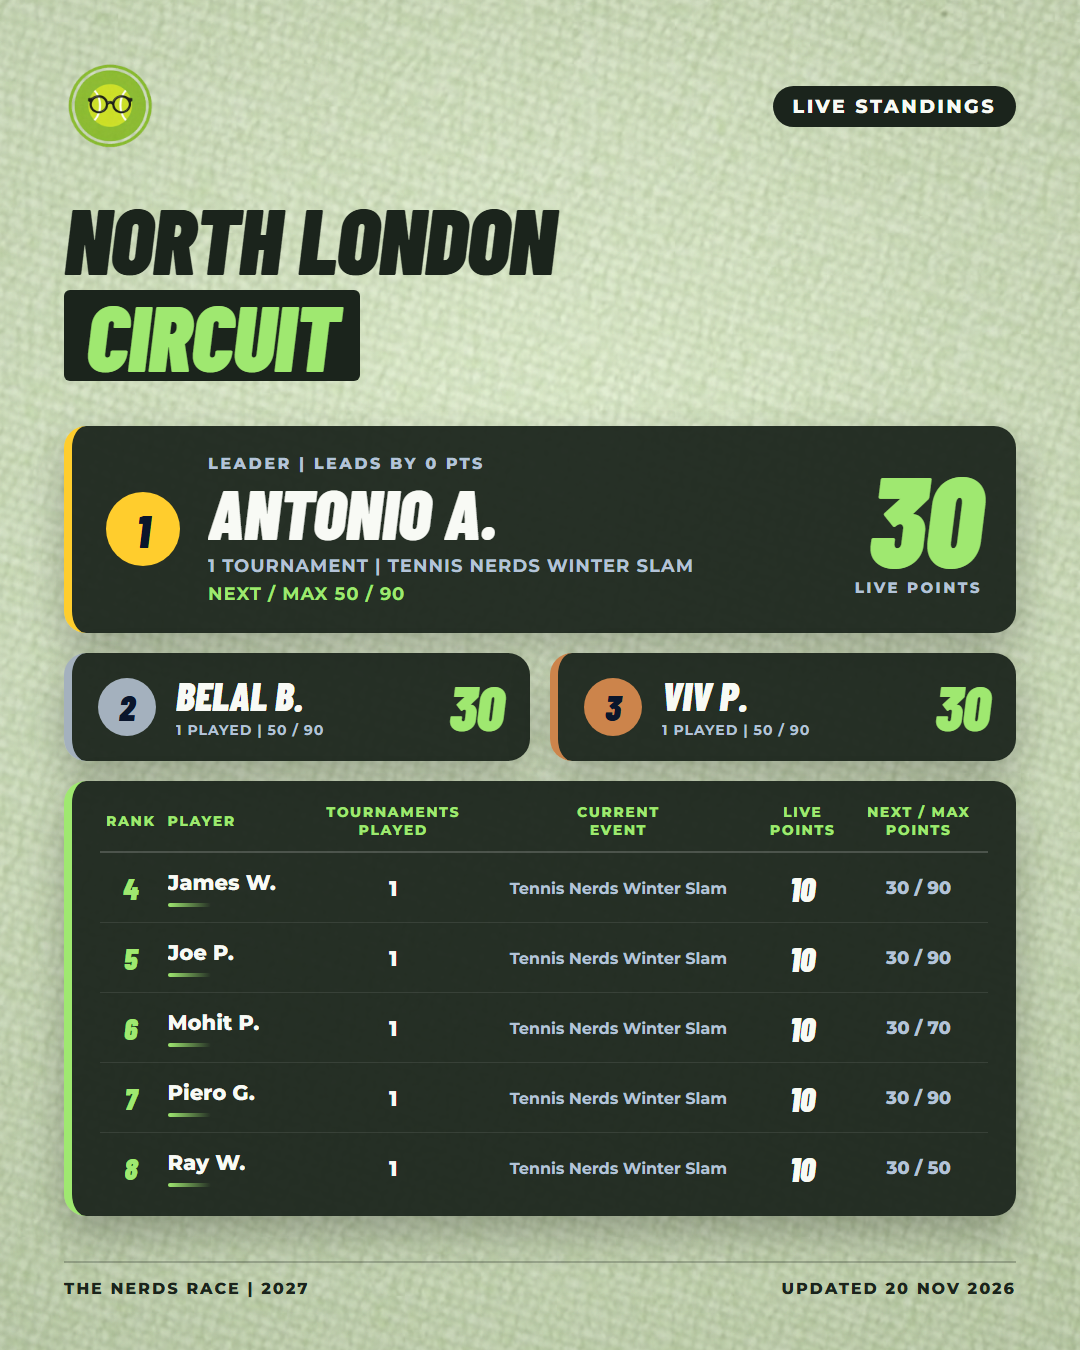 LIVE STANDINGS
NORTH LONDON
CIRCUIT
LEADER | LEADS BY 0 PTS
1
ANTONIO A.
30
1 TOURNAMENT | TENNIS NERDS WINTER SLAM
NEXT / MAX 50 / 90
LIVE POINTS
2
BELAL B.
1 PLAYED | 50 / 90
30
3
VIV P.
1 PLAYED | 50 / 90
30
RANK PLAYER TOURNAMENTS PLAYED CURRENT EVENT LIVE POINTS NEXT / MAX POINTS
4 James W. 1 Tennis Nerds Winter Slam 10 30 / 90
5 Joe P. 1 Tennis Nerds Winter Slam 10 30 / 90
6 Mohit P. 1 Tennis Nerds Winter Slam 10 30 / 70
7 Piero G. 1 Tennis Nerds Winter Slam 10 30 / 90
8 Ray W. 1 Tennis Nerds Winter Slam 10 30 / 50
THE NERDS RACE | 2027
UPDATED 20 NOV 2026